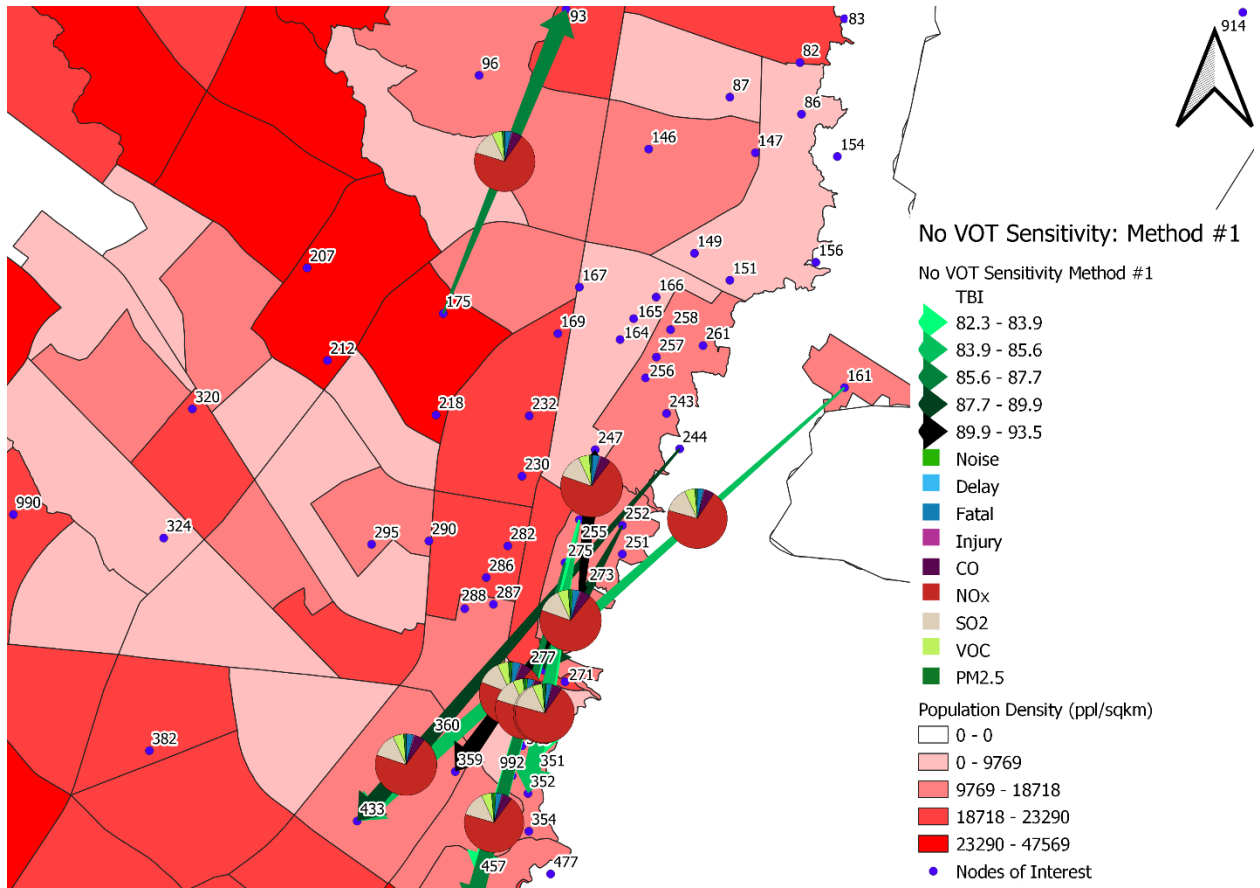 93
83
914
82
96
87
86
146
147
154
149
156
151
207
167
166
175
165
258
169
164
261
257
212
256
161
320
218
232
243
247
244
230
990
252
255
324
295
290
282
251
275
286
273
288
287
277
271
360
382
359
992
351
352
433
354
457
477
No VOT Sensitivity: Method #1
No VOT Sensitivity Method #1
TBI
82.3 - 83.9
83.9 - 85.6
85.6 - 87.7
87.7 - 89.9
89.9 - 93.5
Noise
Delay
Fatal
Injury
CO
NOx
SO2
VOC
PM2.5
Population Density (ppl/sqkm)
0 - 0
0 - 9769
9769 - 18718
18718 - 23290
23290 - 47569
Nodes of Interest